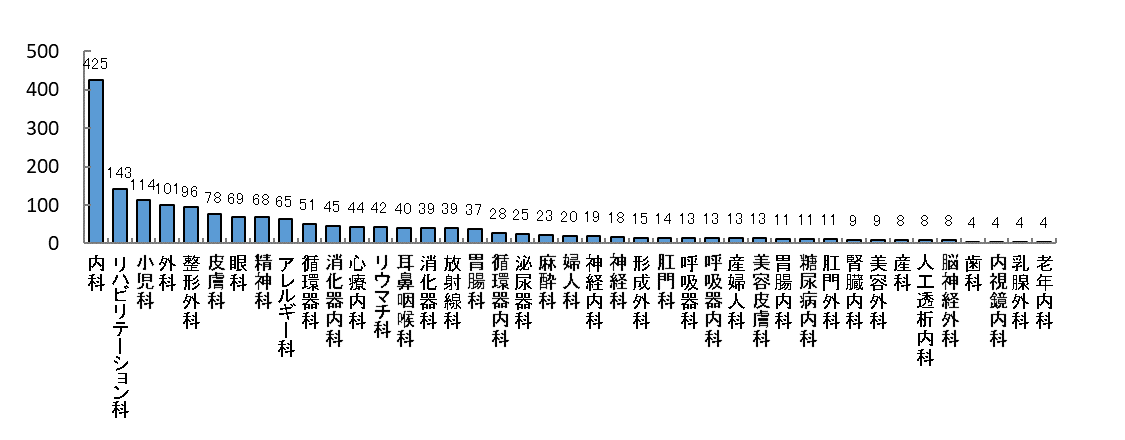 500
400
300
200
100
0
425
143
114
101
96
78
69
68
65
51
45
44
42
40
39
39
37
28
25
23
20
19
18
15
14
13
13
13
13
11
11
11
9
9
8
8
8
4
4
4
4
内科
リハビリテーション科
小児科
外科
整形外科
皮膚科
眼科
精神科
アレルギー科
循環器科
消化器内科
心療内科
リウマチ科
耳鼻咽喉科
消化器科
放射線科
胃腸科
循環器内科
泌尿器科
麻酔科
婦人科
神経内科
神経科
形成外科
肛門科
呼吸器科
呼吸器内科
産婦人科
美容皮膚科
胃腸内科
糖尿病内科
肛門外科
腎臓内科
美容外科
産科
人工透析内科
脳神経外科
歯科
内視鏡内科
乳腺外科
老年内科